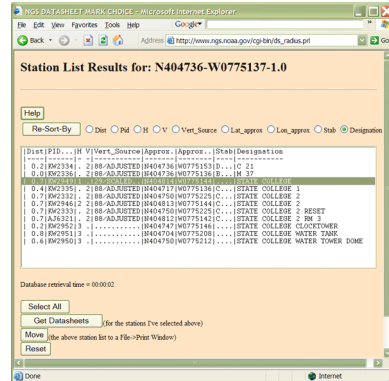 NGS DATASHEET MARK CHOICE - Microsoft Internet Explorer
File Edit View Favorites Tools Help Google
Back Address http://www.ngs.noaa.gov/cgi-bin/ds_radius.prl Go
Station List Results for: N404736-W0775137-1.0
Help
Re-Sort-By Dist Pid H V Vert_Source Lat_approx Lon_approx Stab Designation
|Dist|PID...|H V|Vert_Source|Approx.|Approx..|Stab|Designation
|----|------|- -|-----------|-------|--------|----|-----------
| 0.2|KW2334|. 2|88/ADJUSTED|N404736|W0775153|D...|C 21
| 0.0|KW2336|. 2|88/ADJUSTED|N404736|W0775136|B...|M 37
STATE COLLEGE
| 0.4|KW2335|. 2|88/ADJUSTED|N404717|W0775136|C...|STATE COLLEGE 1
| 0.7|KW2332|. 2|88/ADJUSTED|N404750|W0775225|C...|STATE COLLEGE 2
| 0.7|KW2946|2 2|88/ADJUSTED|N404813|W0775144|C...|STATE COLLEGE 2
| 0.7|KW2333|. 2|88/ADJUSTED|N404750|W0775225|C...|STATE COLLEGE 2 RESET
| 0.7|AJ6321|. 2|88/ADJUSTED|N404812|W0775144|C...|STATE COLLEGE 2 RM 3
| 0.2|KW2952|3 .|...........|N404747|W0775146|....|STATE COLLEGE CLOCKTOWER
| 0.8|KW2951|3 .|...........|N404704|W0775208|....|STATE COLLEGE WATER TANK
| 0.6|KW2950|3 .|...........|N404750|W0775212|....|STATE COLLEGE WATER TOWER DOME
Database retrieval time = 00:00:02
Select All
Get Datasheets (for the stations I've selected above)
Move (the above station list to a File->Print Window)
Reset
Done Internet